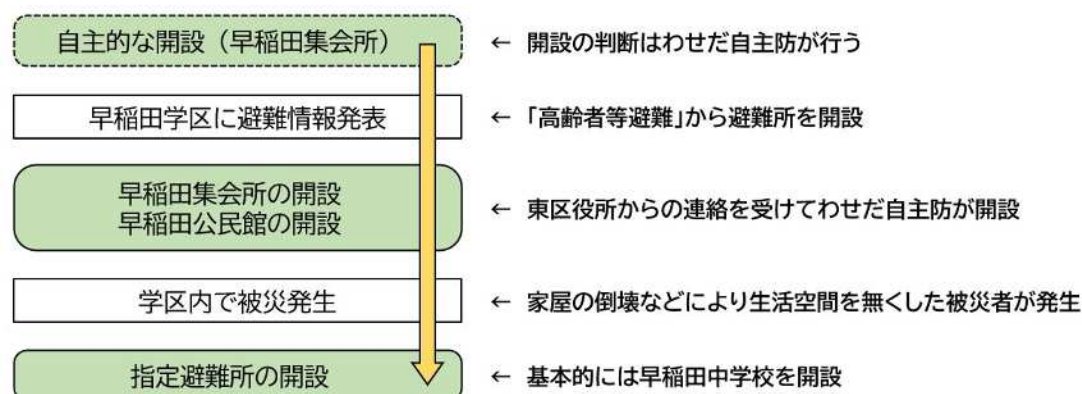 自主的な開設（早稲田集会所） ← 開設の判断はわせだ自主防が行う
早稲田学区に避難情報発表 ← 「高齢者等避難」から避難所を開設
早稲田集会所の開設
早稲田公民館の開設
← 東区役所からの連絡を受けてわせだ自主防が開設
学区内で被災発生 ← 家屋の倒壊などにより生活空間を無くした被災者が発生
指定避難所の開設 ← 基本的には早稲田中学校を開設